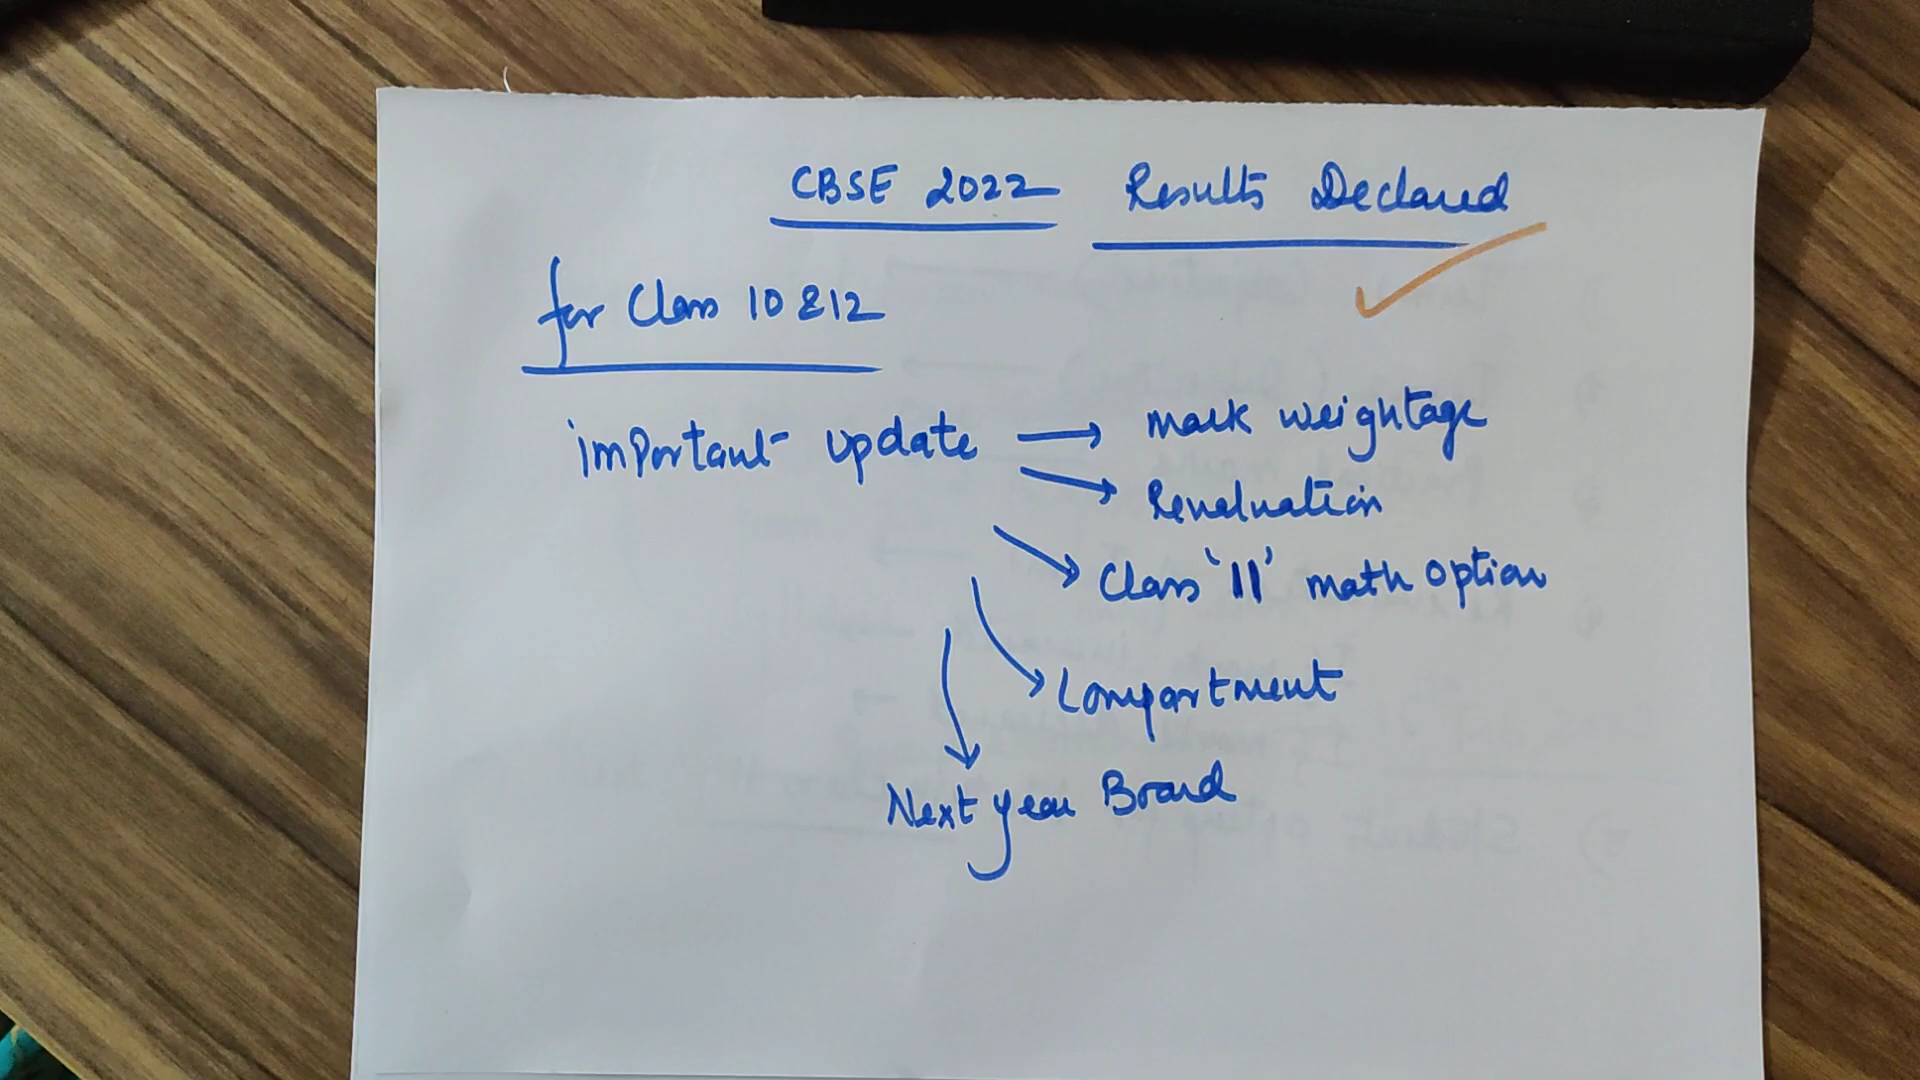 CBSE 2022 Results Declared
for Class 10 & 12
important update → mark weightage
→ Revaluation
→ Class '11' math option
→ Compartment
Next year Board